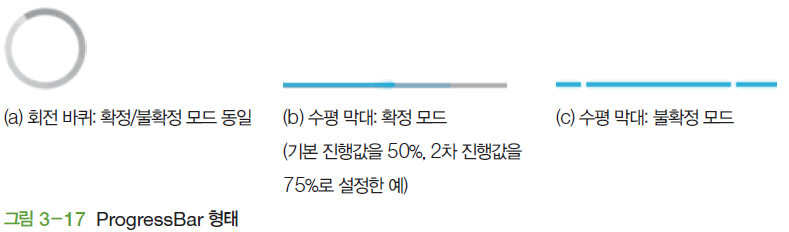 (a) 회전 바퀴: 확정/불확정 모드 동일
(b) 수평 막대: 확정 모드
(기본 진행값을 50%, 2차 진행값을
75%로 설정한 예)
(c) 수평 막대: 불확정 모드
그림 3-17 ProgressBar 형태